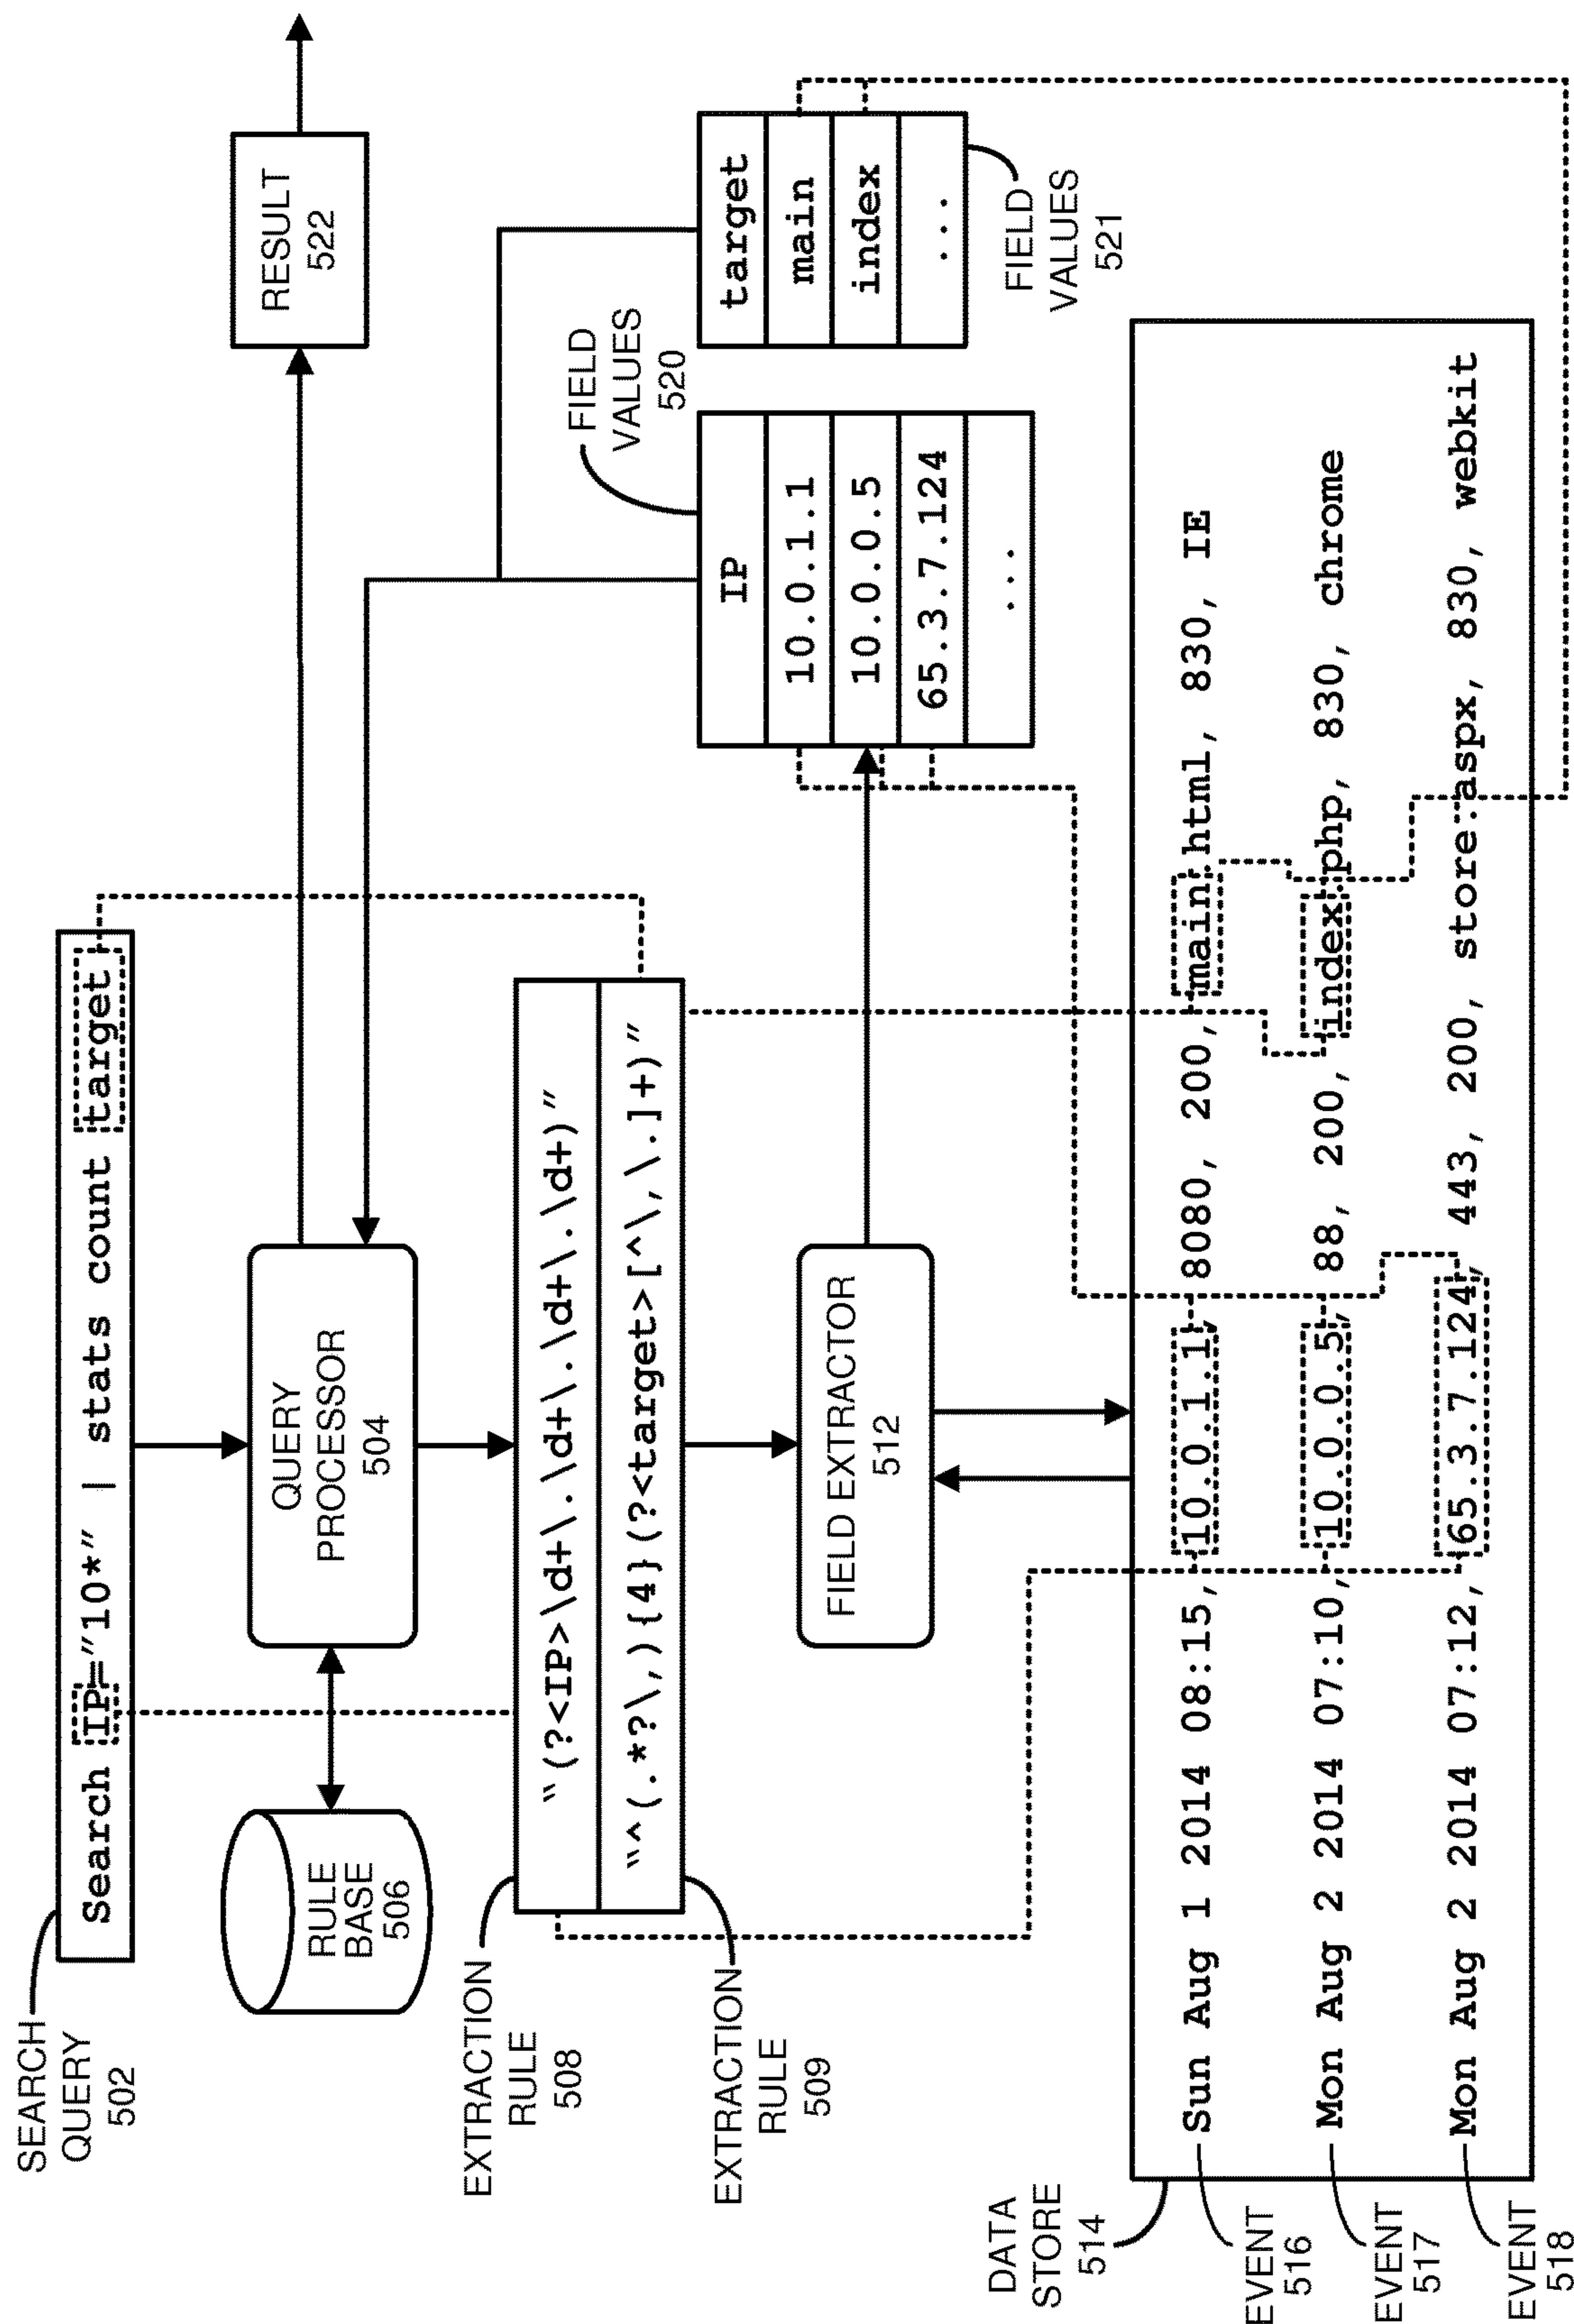 SEARCH
QUERY
502
Search IP="10*" | stats count target
RULE
BASE
506
QUERY
PROCESSOR
504
RESULT
522
EXTRACTION
RULE
508
"(?<IP>\d+\.\d+\.\d+\.\d+)"
EXTRACTION
RULE
509
"^(.*?\,){4}(?<target>[^\,\.]+)"
FIELD EXTRACTOR
512
FIELD
VALUES
520
IP
10.0.1.1
10.0.0.5
65.3.7.124
...
target
main
index
...
FIELD
VALUES
521
DATA
STORE
514
EVENT
516
Sun Aug 1 2014 08:15, 10.0.1.1, 8080, 200, main.html, 830, IE
EVENT
517
Mon Aug 2 2014 07:10, 10.0.0.5, 88, 200, index.php, 830, chrome
EVENT
518
Mon Aug 2 2014 07:12, 65.3.7.124, 443, 200, store.aspx, 830, webkit